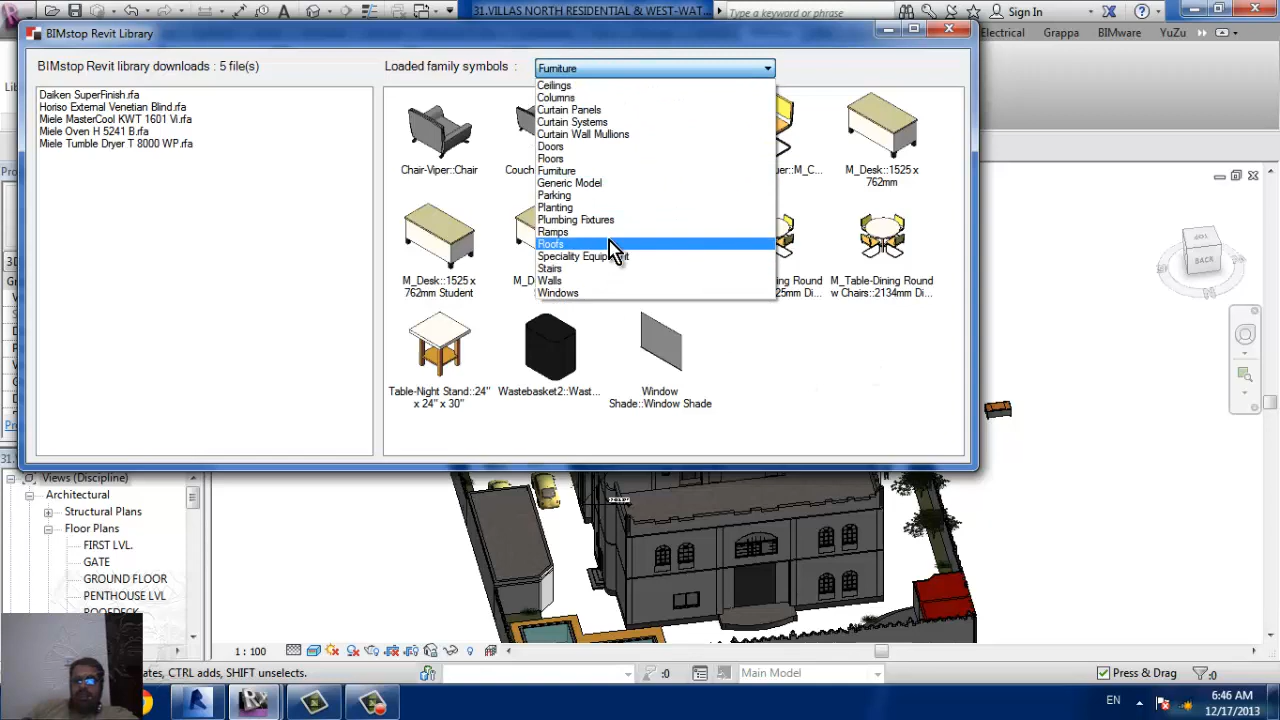 31.VILLAS NORTH RESIDENTIAL & WEST-WAT...
Type a keyword or phrase
Sign In
BIMstop Revit Library
Electrical
Grappa
BIMware
YuZu
BIMstop Revit library downloads : 5 file(s)
Loaded family symbols :
Furniture
Daiken SuperFinish.rfa
Horiso External Venetian Blind.rfa
Miele MasterCool KWT 1601 Vi.rfa
Miele Oven H 5241 B.rfa
Miele Tumble Dryer T 8000 WP.rfa
Ceilings
Columns
Curtain Panels
Curtain Systems
Curtain Wall Mullions
Doors
Floors
Furniture
Generic Model
Parking
Planting
Plumbing Fixtures
Ramps
Roofs
Stairs
Walls
Windows
Chair-Viper::Chair
M_Desk::1525 x
762mm
M_Desk::1525 x
762mm Student
M_Table-Dining Round
w Chairs::2134mm Di...
Table-Night Stand::24"
x 24" x 30"
Wastebasket2::Wast...
Window
Shade::Window Shade
TOP
BACK
Views (Discipline)
Architectural
Structural Plans
Floor Plans
FIRST LVL.
GATE
GROUND FLOOR
PENTHOUSE LVL
1 : 100
CTRL adds, SHIFT unselects.
:0
Main Model
Press & Drag
:0
EN
6:46 AM
12/17/2013